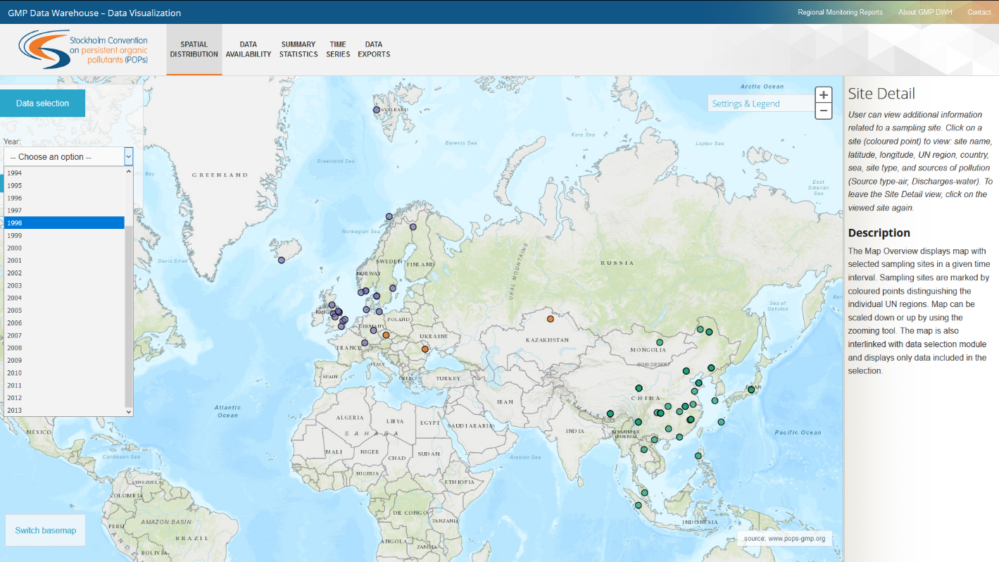 GMP Data Warehouse – Data Visualization
Regional Monitoring Reports
About GMP DWH
Contact
Stockholm Convention
on persistent organic
pollutants (POPs)
SPATIAL
DISTRIBUTION
DATA
AVAILABILITY
SUMMARY
STATISTICS
TIME
SERIES
DATA
EXPORTS
Data selection
Year:
-- Choose an option --
1994
1995
1996
1997
1998
1999
2000
2001
2002
2003
2004
2005
2006
2007
2008
2009
2010
2011
2012
2013
Switch basemap
Settings & Legend
+
−
Arctic Ocean
SVALBARD
Kara Sea
Laptev Sea
Barents Sea
Greenland Sea
East
Siberian
Sea
Bay
GREENLAND
Norwegian Sea
Davis Strait
SWEDEN
FINLAND
NORWAY
RUSSIA
URAL MOUNTAINS
Sea of
Okhotsk
POLAND
GERMANY
UKRAINE
KAZAKHSTAN
FRANCE
MONGOLIA
GOBI DESERT
ITALY
SPAIN
GREECE
TURKEY
JAPAN
CHINA
IRAN
Atlantic
Ocean
ALGERIA
LIBYA
EGYPT
SAUDI ARABIA
SAHARA
INDIA
MYANMAR
(BURMA)
Pacific Ocean
MEXICO
MALI
NIGER
CHAD
SUDAN
Caribbean Sea
Arabian Sea
NIGERIA
ETHIOPIA
VENEZUELA
COLOMBIA
DR CONGO
TANZANIA
INDONESIA
AMAZON BASIN
PERU
BRAZIL
ANGOLA
ZAMBIA
BOLIVIA
source: www.pops-gmp.org
Site Detail
User can view additional information
related to a sampling site. Click on a
site (coloured point) to view: site name,
latitude, longitude, UN region, country,
sea, site type, and sources of pollution
(Source type-air, Discharges-water). To
leave the Site Detail view, click on the
viewed site again.
Description
The Map Overview displays map with
selected sampling sites in a given time
interval. Sampling sites are marked by
coloured points distinguishing the
individual UN regions. Map can be
scaled down or up by using the
zooming tool. The map is also
interlinked with data selection module
and displays only data included in the
selection.